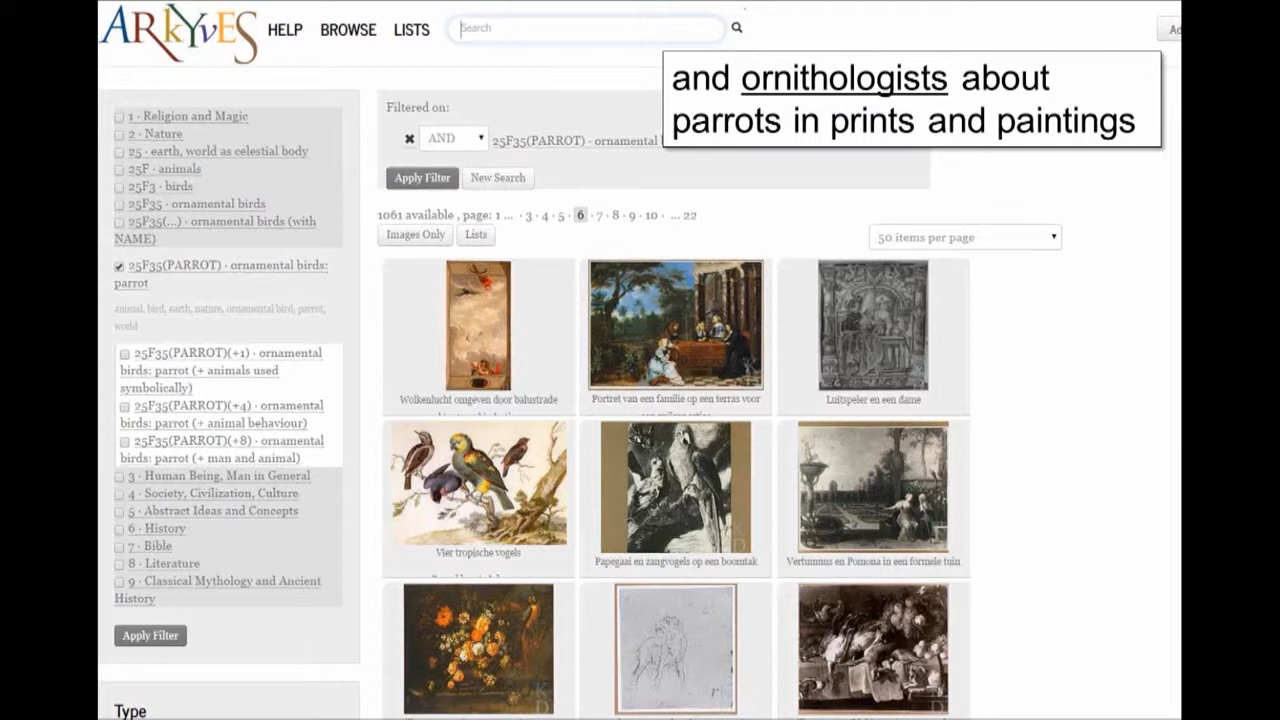 ARKYVES
HELP
BROWSE
LISTS
Search
and ornithologists about
parrots in prints and paintings
1 · Religion and Magic
2 · Nature
25 · earth, world as celestial body
25F · animals
25F3 · birds
25F35 · ornamental birds
25F35(...) · ornamental birds (with
NAME)
25F35(PARROT) · ornamental birds:
parrot
animal, bird, earth, nature, ornamental bird, parrot,
world
25F35(PARROT)(+1) · ornamental
birds: parrot (+ animals used
symbolically)
25F35(PARROT)(+4) · ornamental
birds: parrot (+ animal behaviour)
25F35(PARROT)(+8) · ornamental
birds: parrot (+ man and animal)
3 · Human Being, Man in General
4 · Society, Civilization, Culture
5 · Abstract Ideas and Concepts
6 · History
7 · Bible
8 · Literature
9 · Classical Mythology and Ancient
History
Apply Filter
Type
Filtered on:
AND
25F35(PARROT) · ornamental
Apply Filter
New Search
1061 available , page: 1 ... · 3 · 4 · 5 · 6 · 7 · 8 · 9 · 10 · ... 22
Images Only
Lists
50 items per page
Wolkenlucht omgeven door balustrade
Portret van een familie op een terras voor
Luitspeler en een dame
Vier tropische vogels
Papegaai en zangvogels op een boomtak
Vertumnus en Pomona in een formele tuin